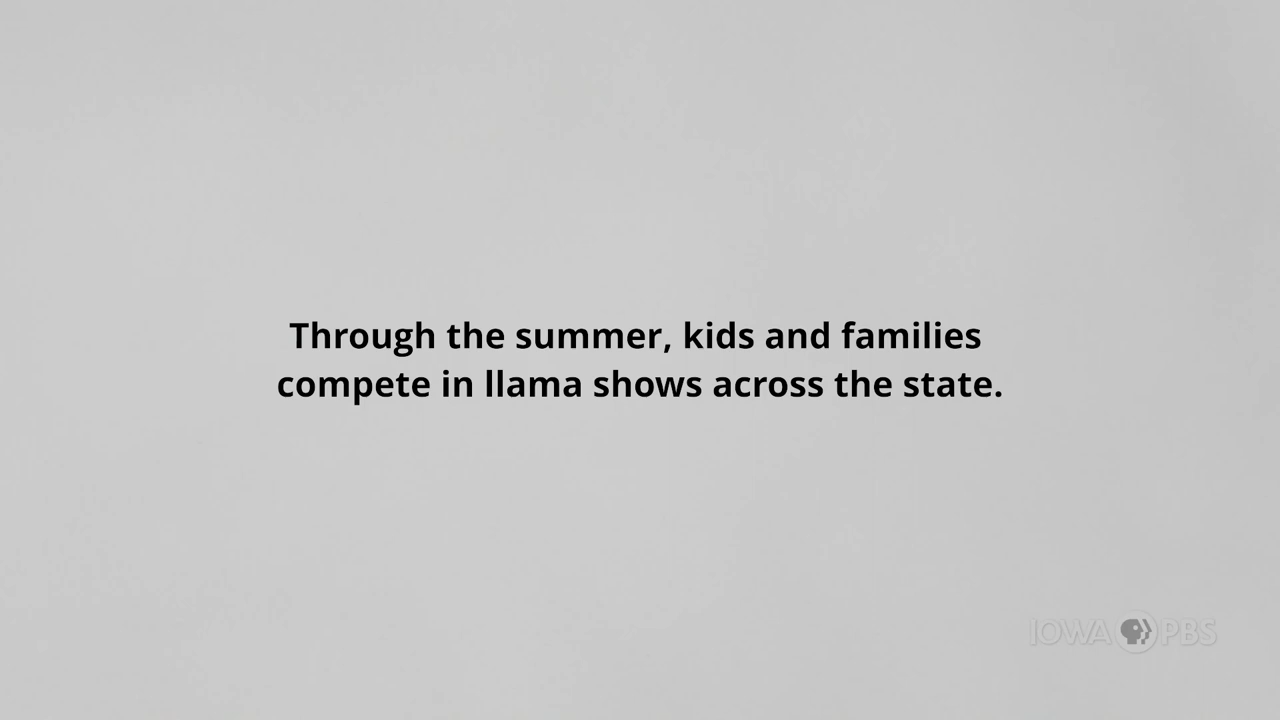 Through the summer, kids and families
compete in llama shows across the state.
IOWA PBS